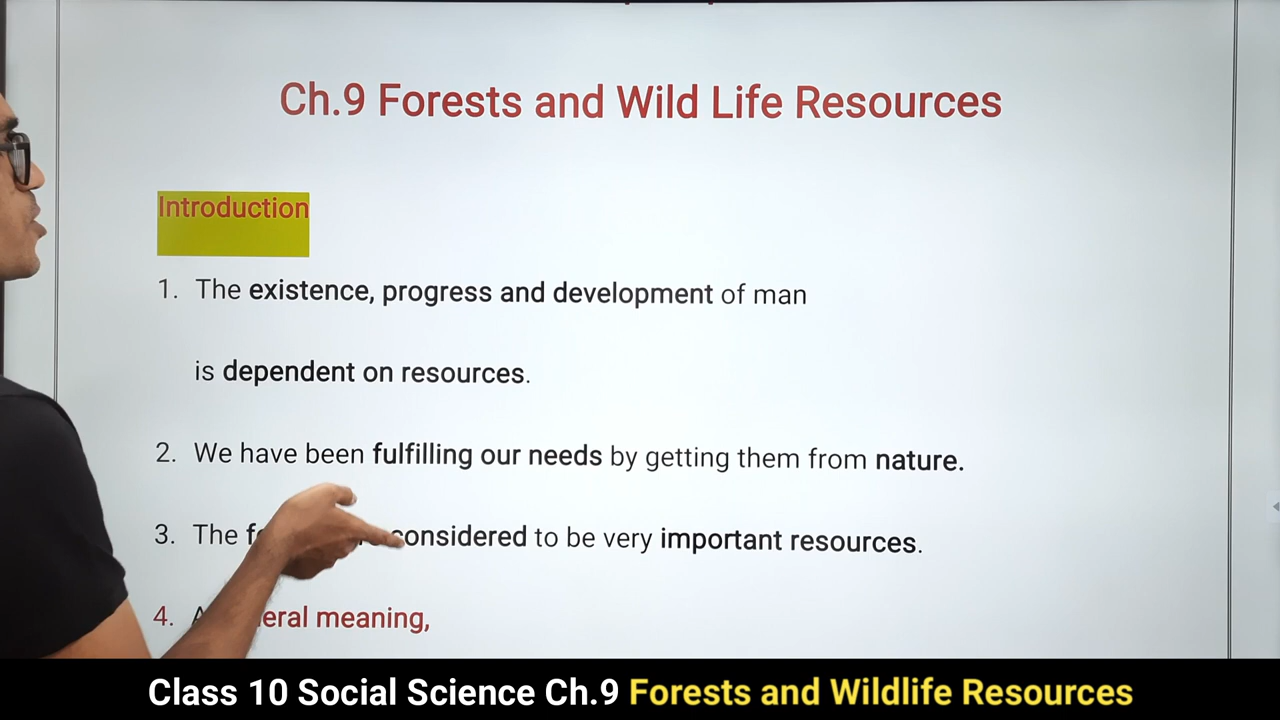 Ch.9 Forests and Wild Life Resources
Introduction
1. The existence, progress and development of man
is dependent on resources.
2. We have been fulfilling our needs by getting them from nature.
3. The considered to be very important resources.
4. meaning,
Class 10 Social Science Ch.9 Forests and Wildlife Resources